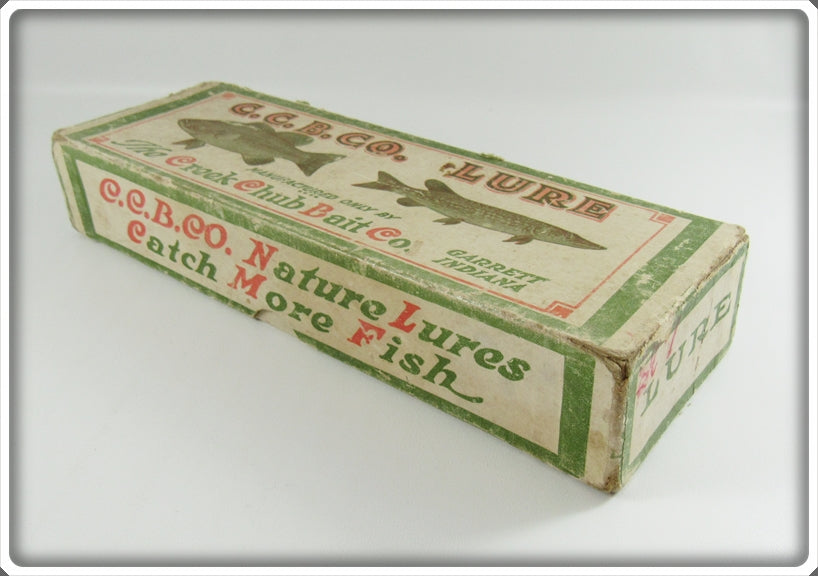 C.C.B.CO. LURE
MANUFACTURED ONLY BY
The Creek Chub Bait Co.
GARRETT
INDIANA
C.C.B.CO. Nature Lures
Catch More Fish
LURE